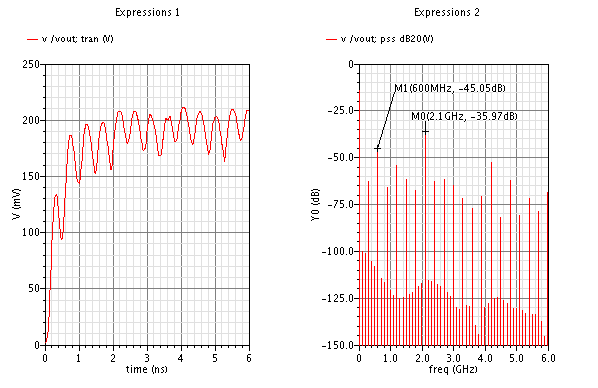 Expressions 1
v /vout; tran (V)
250
200
150
100
50
0
V (mV)
0 1 2 3 4 5 6
time (ns)
Expressions 2
v /vout; pss dB20(V)
0
-25.0
-50.0
-75.0
-100.0
-125.0
-150.0
Y0 (dB)
M1(600MHz, -45.05dB)
M0(2.1GHz, -35.97dB)
.0 1.0 2.0 3.0 4.0 5.0 6.0
freq (GHz)